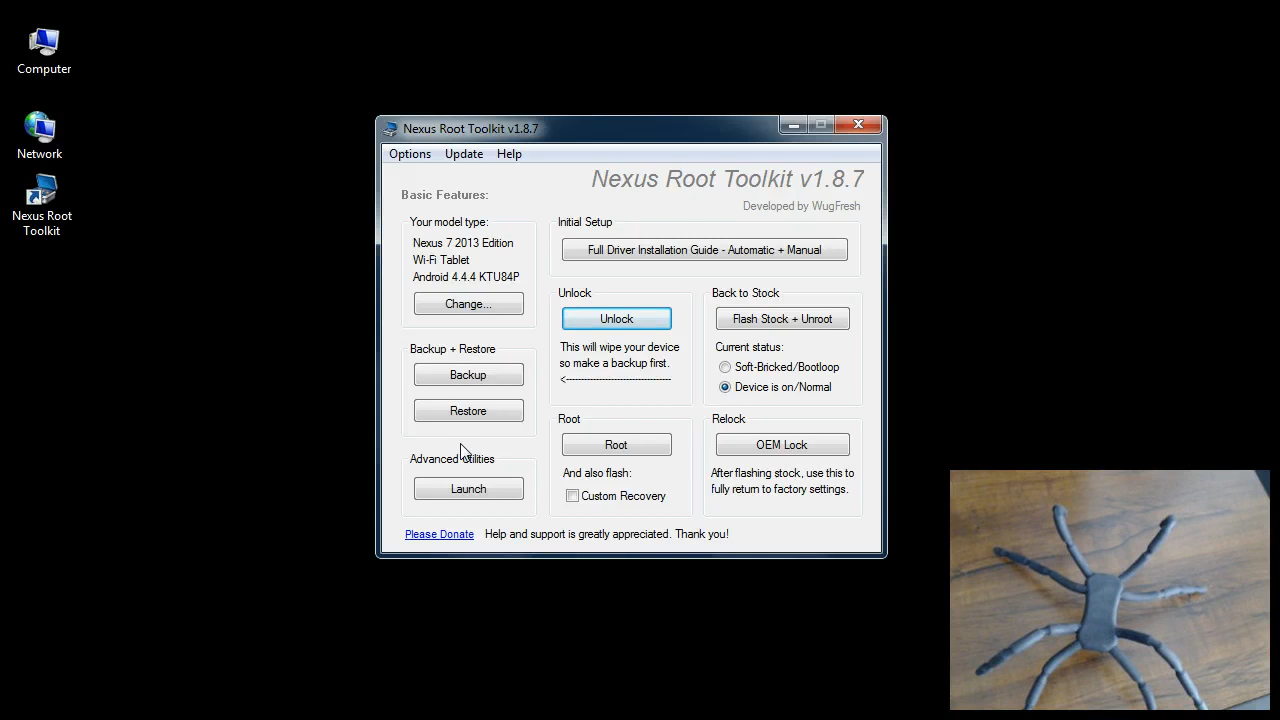 Computer
Network
Nexus Root
Toolkit
Nexus Root Toolkit v1.8.7
Options Update Help
Nexus Root Toolkit v1.8.7
Developed by WugFresh
Basic Features:
Your model type:
Nexus 7 2013 Edition
Wi-Fi Tablet
Android 4.4.4 KTU84P
Change...
Initial Setup
Full Driver Installation Guide - Automatic + Manual
Backup + Restore
Backup
Restore
Unlock
Unlock
This will wipe your device
so make a backup first.
<-----------------------------------
Back to Stock
Flash Stock + Unroot
Current status:
Soft-Bricked/Bootloop
Device is on/Normal
Advanced Utilities
Launch
Root
Root
And also flash:
Custom Recovery
Relock
OEM Lock
After flashing stock, use this to
fully return to factory settings.
Please Donate Help and support is greatly appreciated. Thank you!